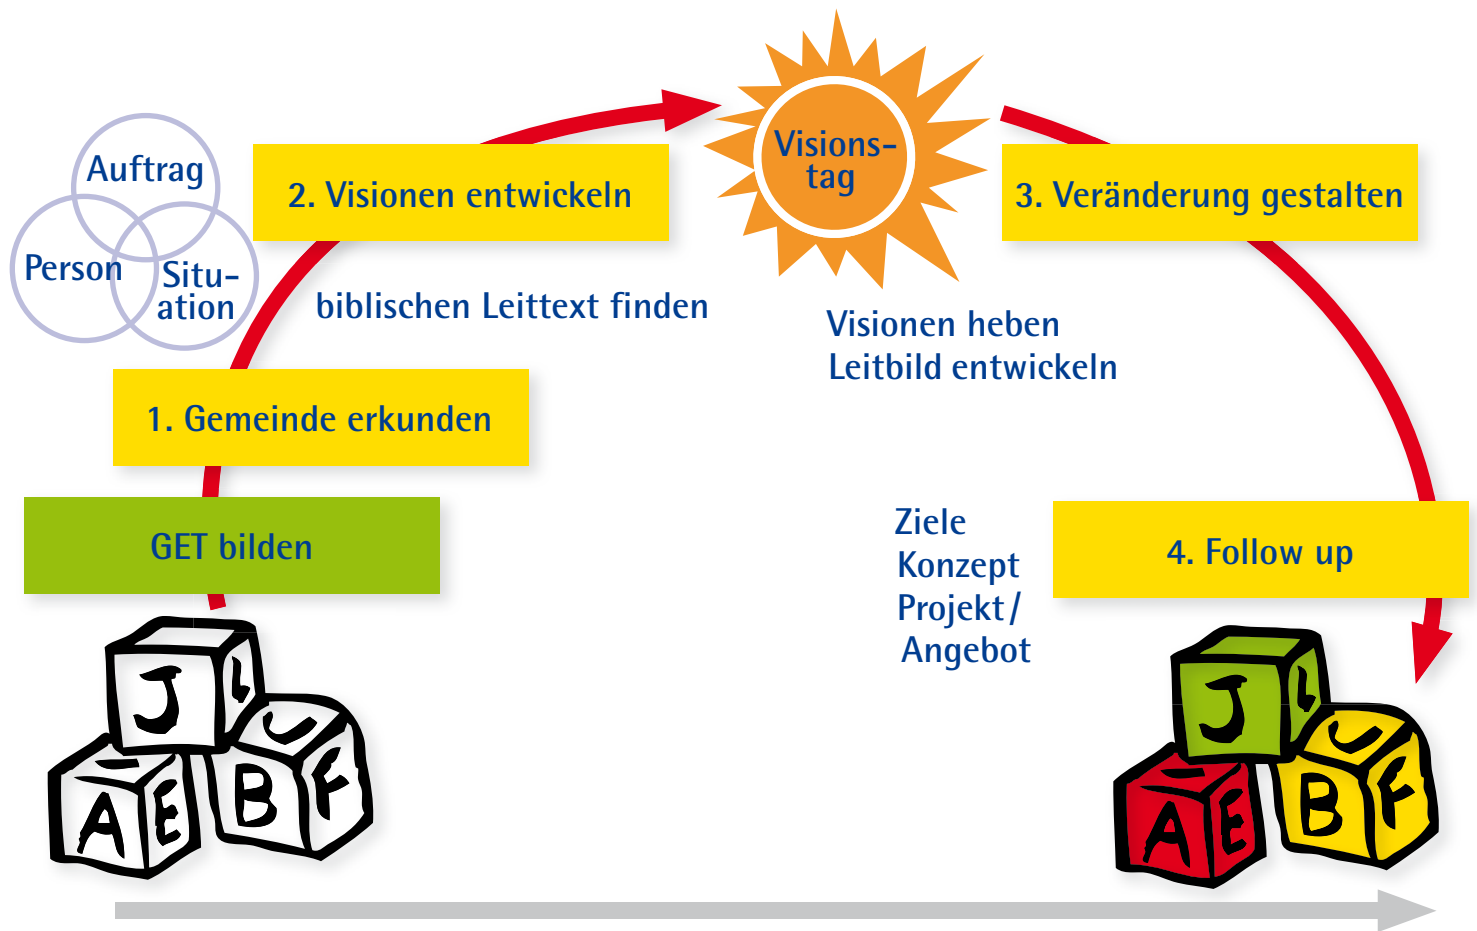 Auftrag
Person
Situ-
ation
2. Visionen entwickeln
Visions-
tag
3. Veränderung gestalten
biblischen Leittext finden
Visionen heben
Leitbild entwickeln
1. Gemeinde erkunden
GET bilden
Ziele
Konzept
Projekt/
Angebot
4. Follow up
J L
A E
B F
J L
A E
B F